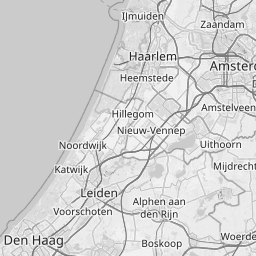 IJmuiden
Zaandam
Haarlem
Amsterd
Heemstede
Hillegom
Amstelveen
Nieuw-Vennep
Noordwijk
Uithoorn
Katwijk
Mijdrecht
Leiden
Voorschoten
Alphen aan
den Rijn
Den Haag
Boskoop
Woerde